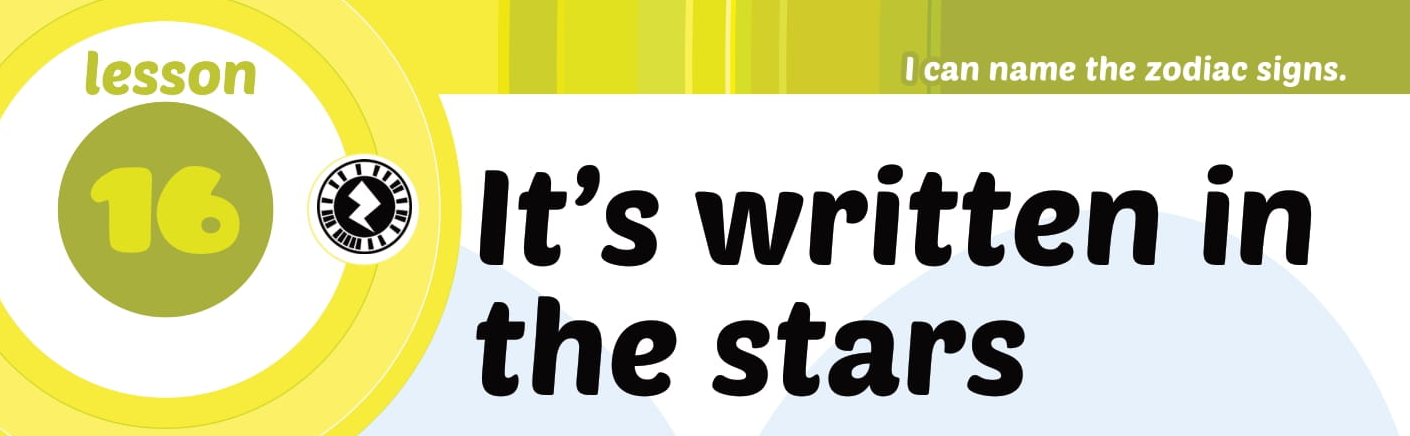 lesson
16
I can name the zodiac signs.
It's written in
the stars